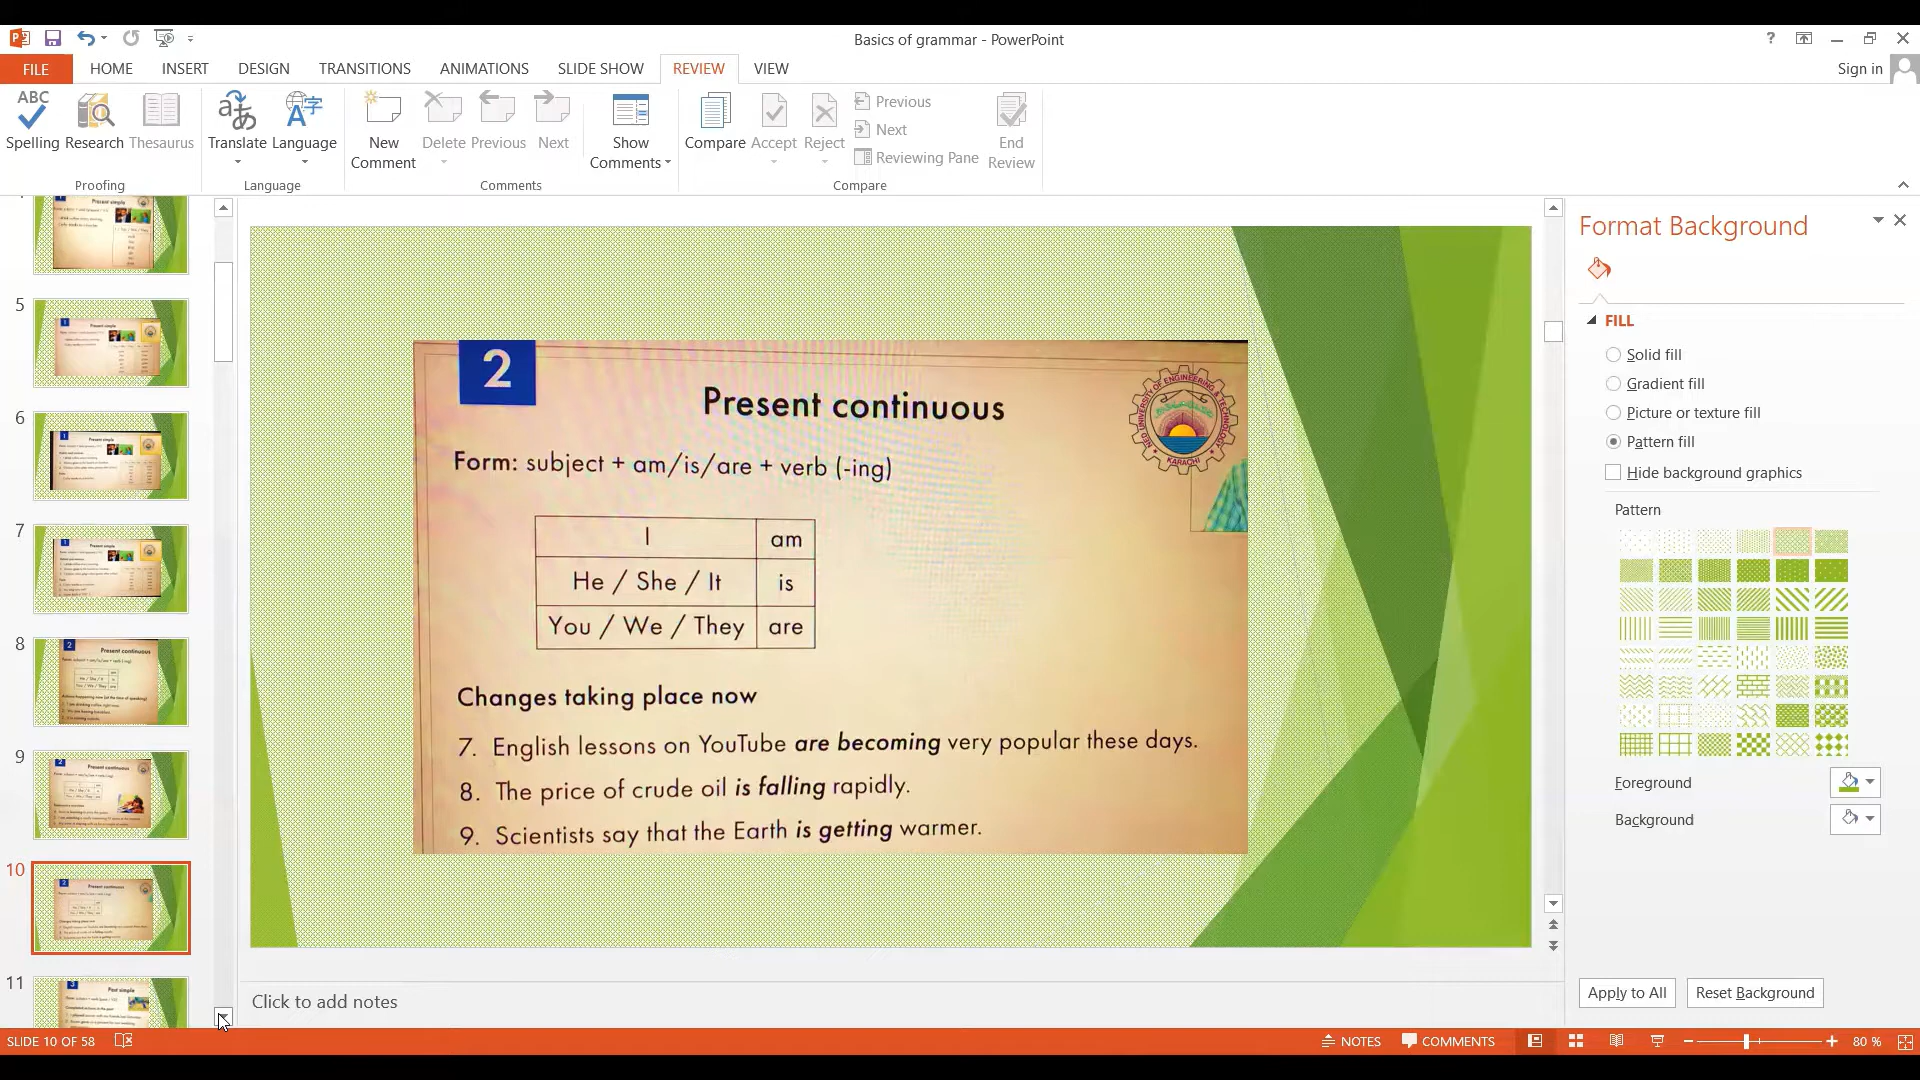 Basics of grammar - PowerPoint
FILE HOME INSERT DESIGN TRANSITIONS ANIMATIONS SLIDE SHOW REVIEW VIEW Sign in
ABC
Spelling Research Thesaurus Translate Language New Comment Delete Previous Next Show Comments Compare Accept Reject Previous
Next
Reviewing Pane
End Review
Proofing Language Comments Compare
5
6
7
8
9
10
11
2
Present continuous
NED UNIVERSITY OF ENGINEERING & TECHNOLOGY
KARACHI
Form: subject + am/is/are + verb (-ing)
I am
He / She / It is
You / We / They are
Changes taking place now
7. English lessons on YouTube are becoming very popular these days.
8. The price of crude oil is falling rapidly.
9. Scientists say that the Earth is getting warmer.
Click to add notes
Format Background
FILL
Solid fill
Gradient fill
Picture or texture fill
Pattern fill
Hide background graphics
Pattern
Foreground
Background
Apply to All Reset Background
SLIDE 10 OF 58 NOTES COMMENTS 80 %